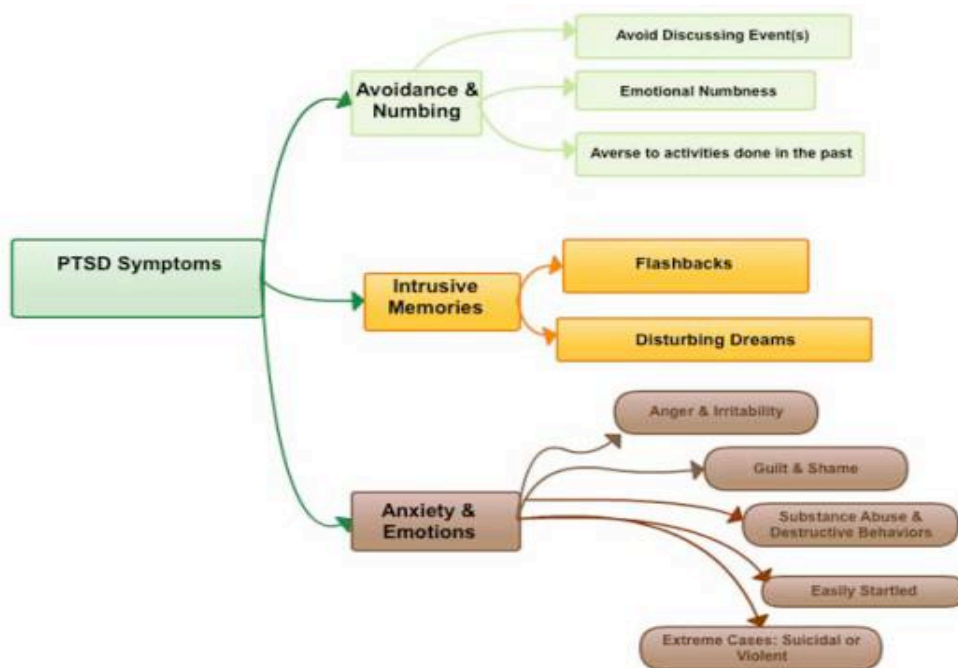 PTSD Symptoms
Avoidance &
Numbing
Avoid Discussing Event(s)
Emotional Numbness
Averse to activities done in the past
Intrusive
Memories
Flashbacks
Disturbing Dreams
Anxiety &
Emotions
Anger & Irritability
Guilt & Shame
Substance Abuse &
Destructive Behaviors
Easily Startled
Extreme Cases: Suicidal or
Violent